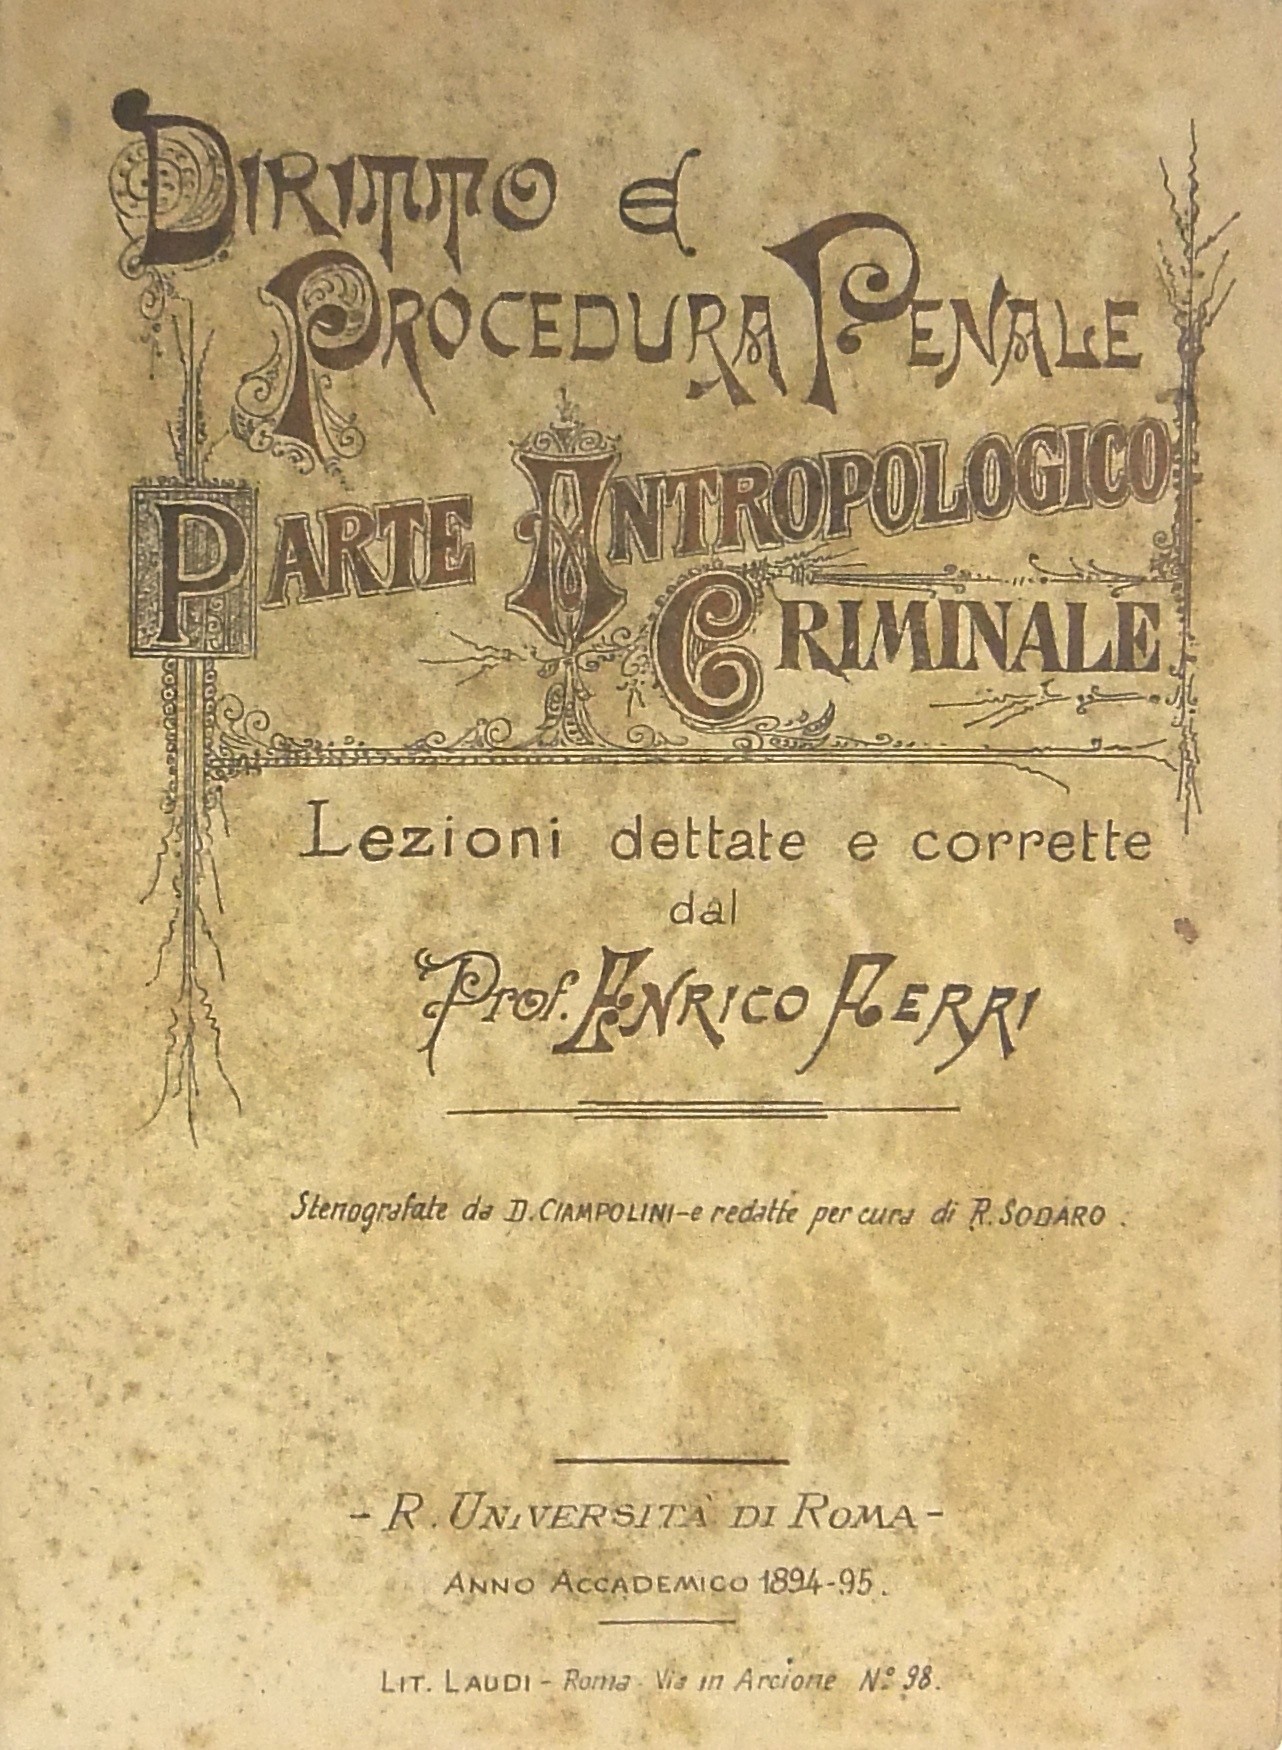 DIRITTO E
PROCEDURA PENALE
PARTE ANTROPOLOGICO
CRIMINALE
Lezioni dettate e corrette
dal
Prof. ENRICO FERRI
Stenografate da D. CIAMPOLINI - e redatte per cura di R. SODARO.
- R. UNIVERSITÀ DI ROMA -
ANNO ACCADEMICO 1894-95.
LIT. LAUDI - Roma Via in Arcione N.º 98.